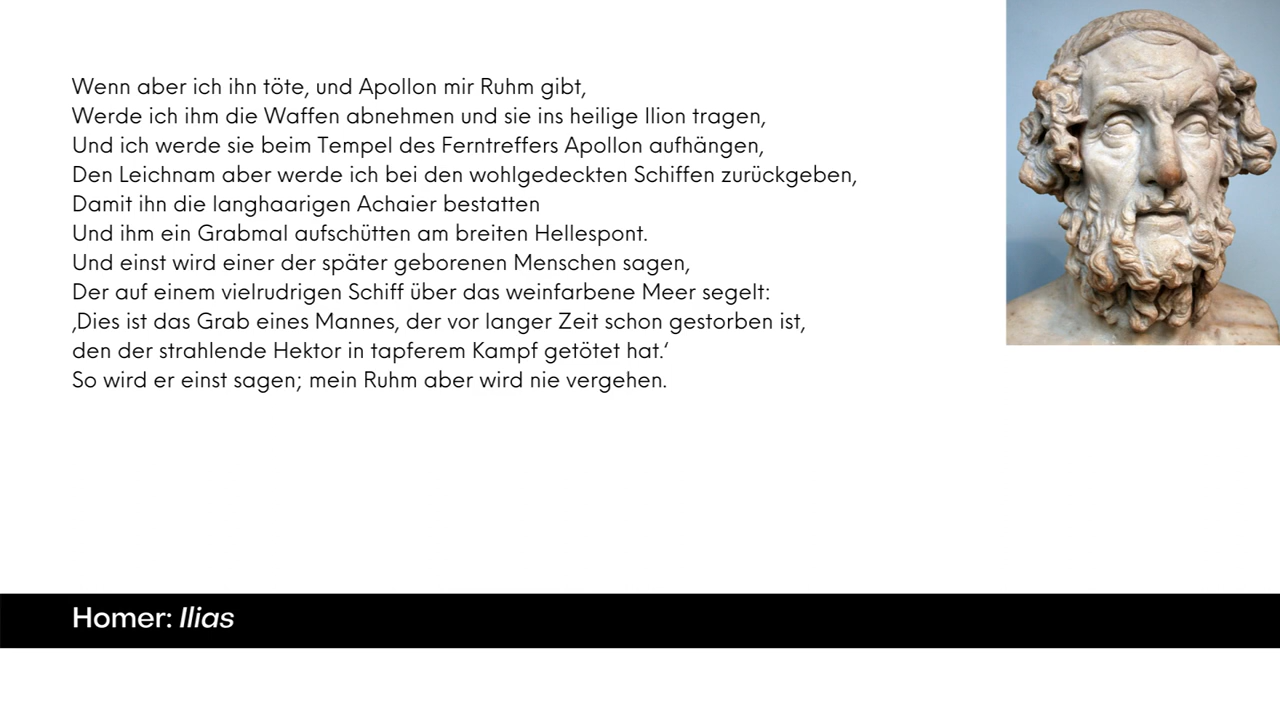 Wenn aber ich ihn töte, und Apollon mir Ruhm gibt,
Werde ich ihm die Waffen abnehmen und sie ins heilige Ilion tragen,
Und ich werde sie beim Tempel des Ferntreffers Apollon aufhängen,
Den Leichnam aber werde ich bei den wohlgedeckten Schiffen zurückgeben,
Damit ihn die langhaarigen Achaier bestatten
Und ihm ein Grabmal aufschütten am breiten Hellespont.
Und einst wird einer der später geborenen Menschen sagen,
Der auf einem vielrudrigen Schiff über das weinfarbene Meer segelt:
‚Dies ist das Grab eines Mannes, der vor langer Zeit schon gestorben ist,
den der strahlende Hektor in tapferem Kampf getötet hat.‘
So wird er einst sagen; mein Ruhm aber wird nie vergehen.
Homer: Ilias